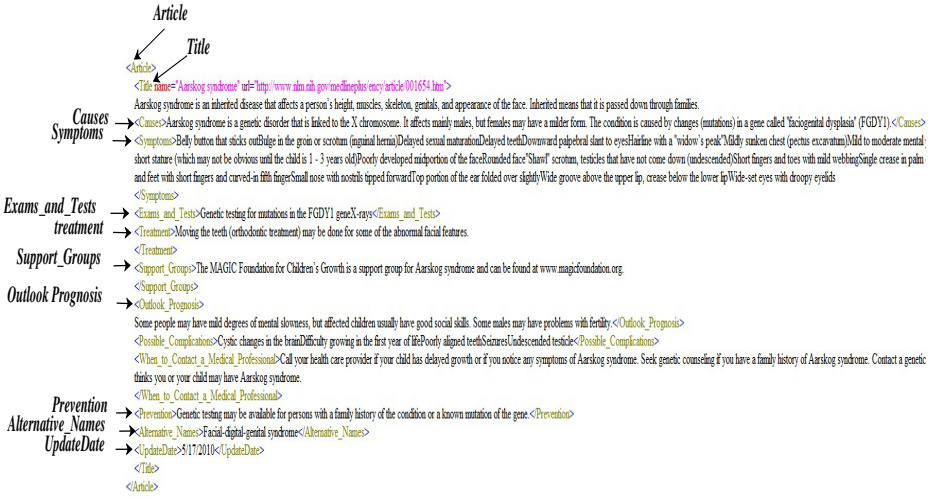 Article
Title
<Article>
<Title name="Aarskog syndrome" url="http://www.nlm.nih.gov/medlineplus/ency/article/001654.htm">
Aarskog syndrome is an inherited disease that affects a person`s height, muscles, skeleton, genitals, and appearance of the face. Inherited means that it is passed down through families.
Causes
<Causes>Aarskog syndrome is a genetic disorder that is linked to the X chromosome. It affects mainly males, but females may have a milder form. The condition is caused by changes (mutations) in a gene called "faciogenital dysplasia" (FGDY1).</Causes>
Symptoms
<Symptoms>Belly button that sticks outBulge in the groin or scrotum (inguinal hernia)Delayed sexual maturationDelayed teethDownward palpebral slant to eyesHairline with a "widow`s peak"Mildly sunken chest (pectus excavatum)Mild to moderate mental
short stature (which may not be obvious until the child is 1 - 3 years old)Poorly developed midportion of the faceRounded face"Shawl" scrotum, testicles that have not come down (undescended)Short fingers and toes with mild webbingSingle crease in palm
and feet with short fingers and curved-in fifth fingerSmall nose with nostrils tipped forwardTop portion of the ear folded over slightlyWide groove above the upper lip, crease below the lower lipWide-set eyes with droopy eyelids
</Symptoms>
Exams_and_Tests
<Exams_and_Tests>Genetic testing for mutations in the FGDY1 geneX-rays</Exams_and_Tests>
treatment
<Treatment>Moving the teeth (orthodontic treatment) may be done for some of the abnormal facial features.
</Treatment>
Support_Groups
<Support_Groups>The MAGIC Foundation for Children`s Growth is a support group for Aarskog syndrome and can be found at www.magicfoundation.org.
</Support_Groups>
Outlook Prognosis
<Outlook_Prognosis>
Some people may have mild degrees of mental slowness, but affected children usually have good social skills. Some males may have problems with fertility.</Outlook_Prognosis>
<Possible_Complications>Cystic changes in the brainDifficulty growing in the first year of lifePoorly aligned teethSeizuresUndescended testicle</Possible_Complications>
<When_to_Contact_a_Medical_Professional>Call your health care provider if your child has delayed growth or if you notice any symptoms of Aarskog syndrome. Seek genetic counseling if you have a family history of Aarskog syndrome. Contact a genetic
thinks you or your child may have Aarskog syndrome.
</When_to_Contact_a_Medical_Professional>
Prevention
<Prevention>Genetic testing may be available for persons with a family history of the condition or a known mutation of the gene.</Prevention>
Alternative_Names
<Alternative_Names>Facial-digital-genital syndrome</Alternative_Names>
UpdateDate
<UpdateDate>5/17/2010</UpdateDate>
</Title>
</Article>